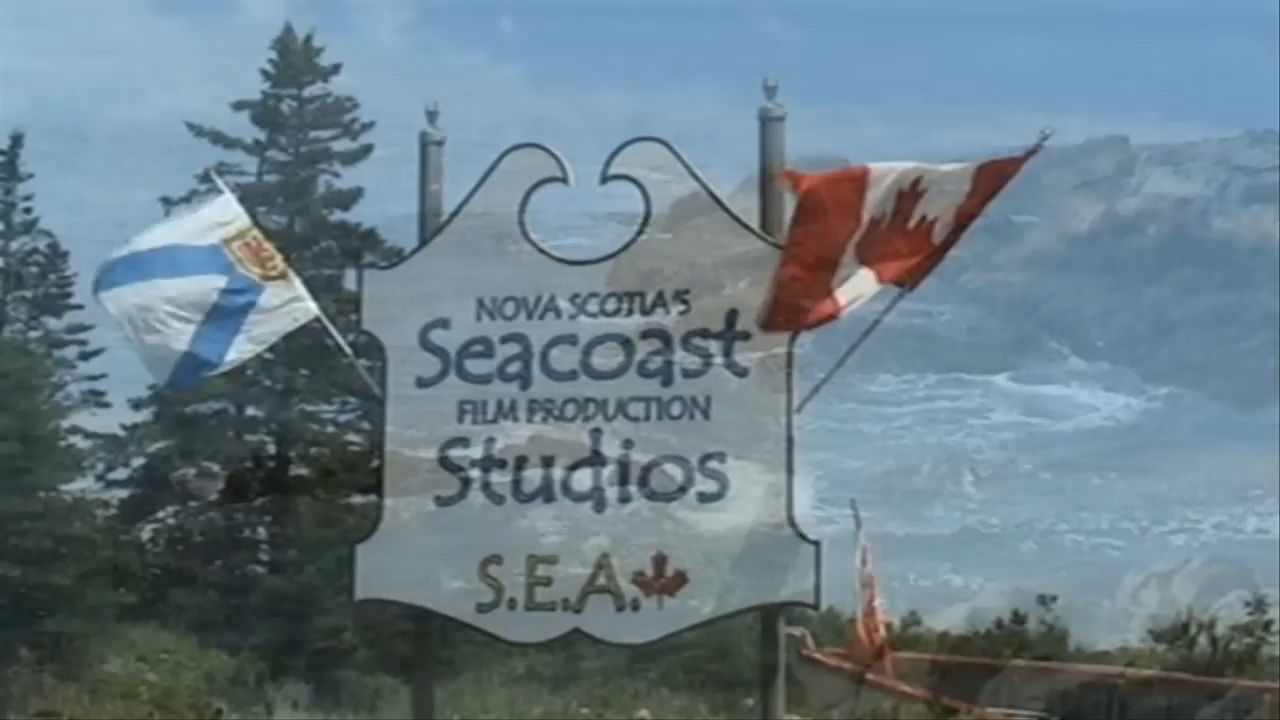 NOVA SCOTIA'S
Seacoast
FILM PRODUCTION
Studios
S.E.A.